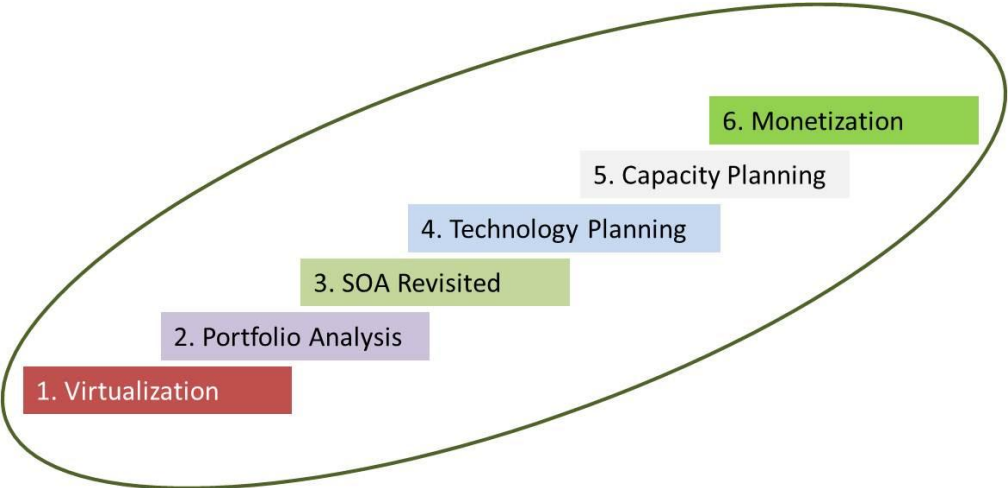 6. Monetization
5. Capacity Planning
4. Technology Planning
3. SOA Revisited
2. Portfolio Analysis
1. Virtualization